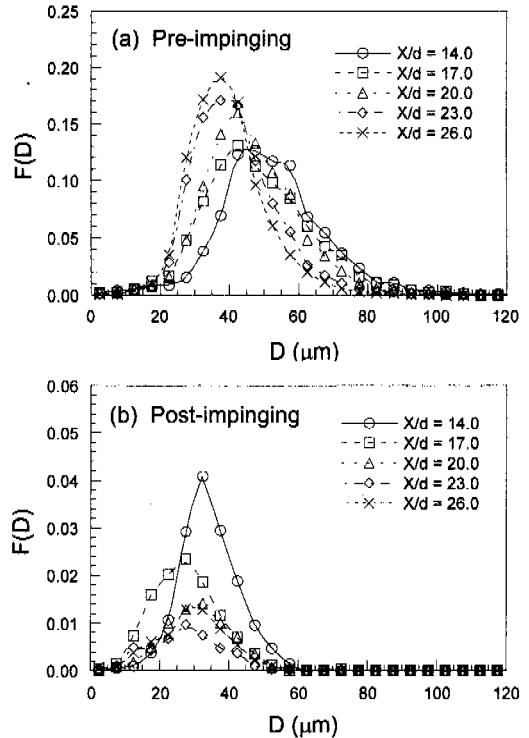 (a) Pre-impinging
X/d = 14.0
X/d = 17.0
X/d = 20.0
X/d = 23.0
X/d = 26.0
0.25
0.20
0.15
0.10
0.05
0.00
F(D)
0 20 40 60 80 100 120
D (μm)
(b) Post-impinging
X/d = 14.0
X/d = 17.0
X/d = 20.0
X/d = 23.0
X/d = 26.0
0.06
0.05
0.04
0.03
0.02
0.01
0.00
F(D)
0 20 40 60 80 100 120
D (μm)